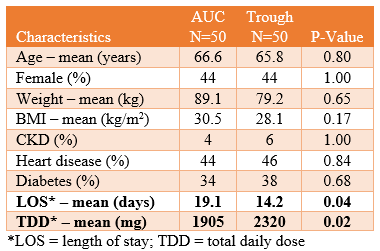 Characteristics AUC N=50 Trough N=50 P-Value
Age – mean (years) 66.6 65.8 0.80
Female (%) 44 44 1.00
Weight – mean (kg) 89.1 79.2 0.65
BMI – mean (kg/m²) 30.5 28.1 0.17
CKD (%) 4 6 1.00
Heart disease (%) 44 46 0.84
Diabetes (%) 34 38 0.68
LOS* – mean (days) 19.1 14.2 0.04
TDD* – mean (mg) 1905 2320 0.02
*LOS = length of stay; TDD = total daily dose